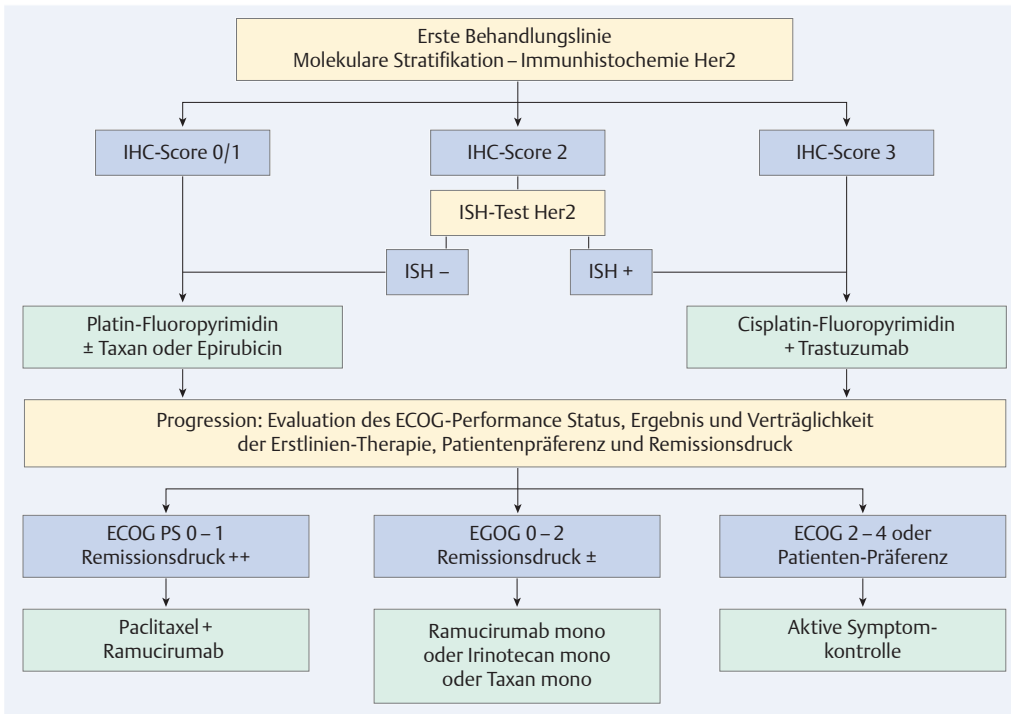 Erste Behandlungslinie
Molekulare Stratifikation – Immunhistochemie Her2
IHC-Score 0/1
IHC-Score 2
IHC-Score 3
ISH-Test Her2
ISH –
ISH +
Platin-Fluoropyrimidin
± Taxan oder Epirubicin
Cisplatin-Fluoropyrimidin
+ Trastuzumab
Progression: Evaluation des ECOG-Performance Status, Ergebnis und Verträglichkeit
der Erstlinien-Therapie, Patientenpräferenz und Remissionsdruck
ECOG PS 0 – 1
Remissionsdruck ++
EGOG 0 – 2
Remissionsdruck ±
ECOG 2 – 4 oder
Patienten-Präferenz
Paclitaxel +
Ramucirumab
Ramucirumab mono
oder Irinotecan mono
oder Taxan mono
Aktive Symptom-
kontrolle